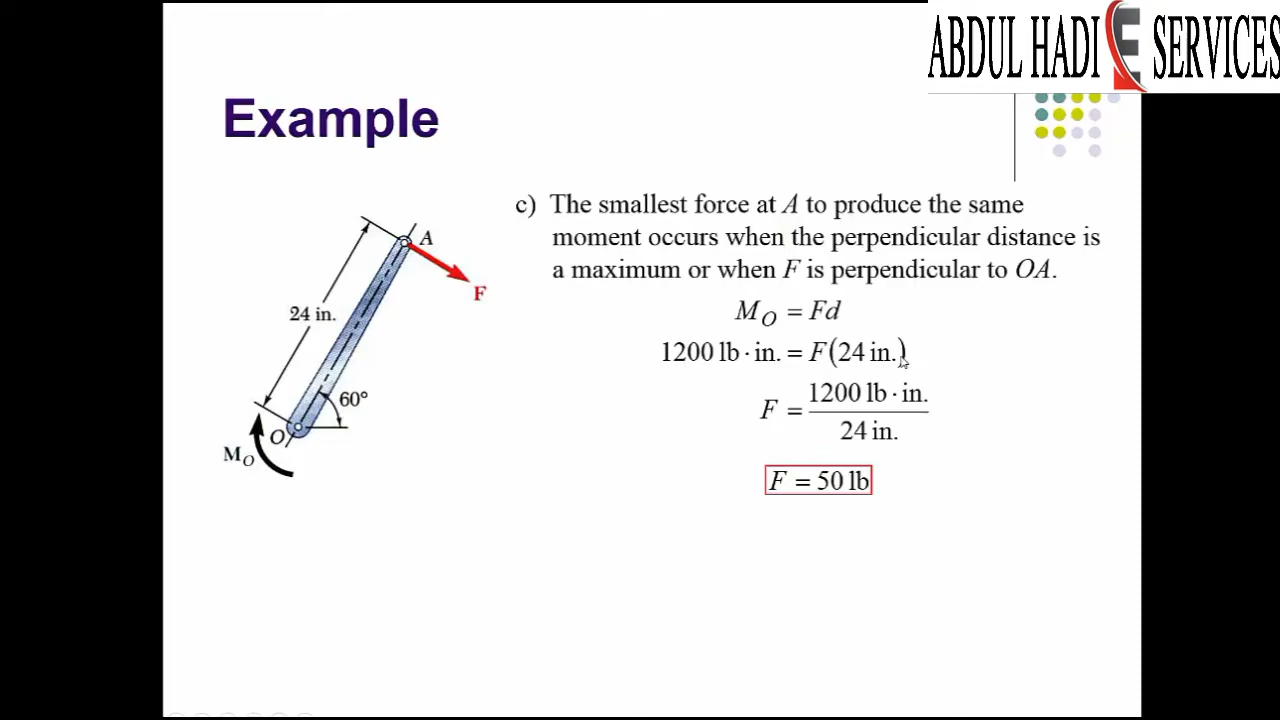 ABDUL HADI E SERVICES
Example
c) The smallest force at A to produce the same
moment occurs when the perpendicular distance is
a maximum or when F is perpendicular to OA.
M_O = Fd
1200 lb · in. = F(24 in.)
F = 1200 lb · in. / 24 in.
F = 50 lb
A
F
24 in.
60°
O
M_O